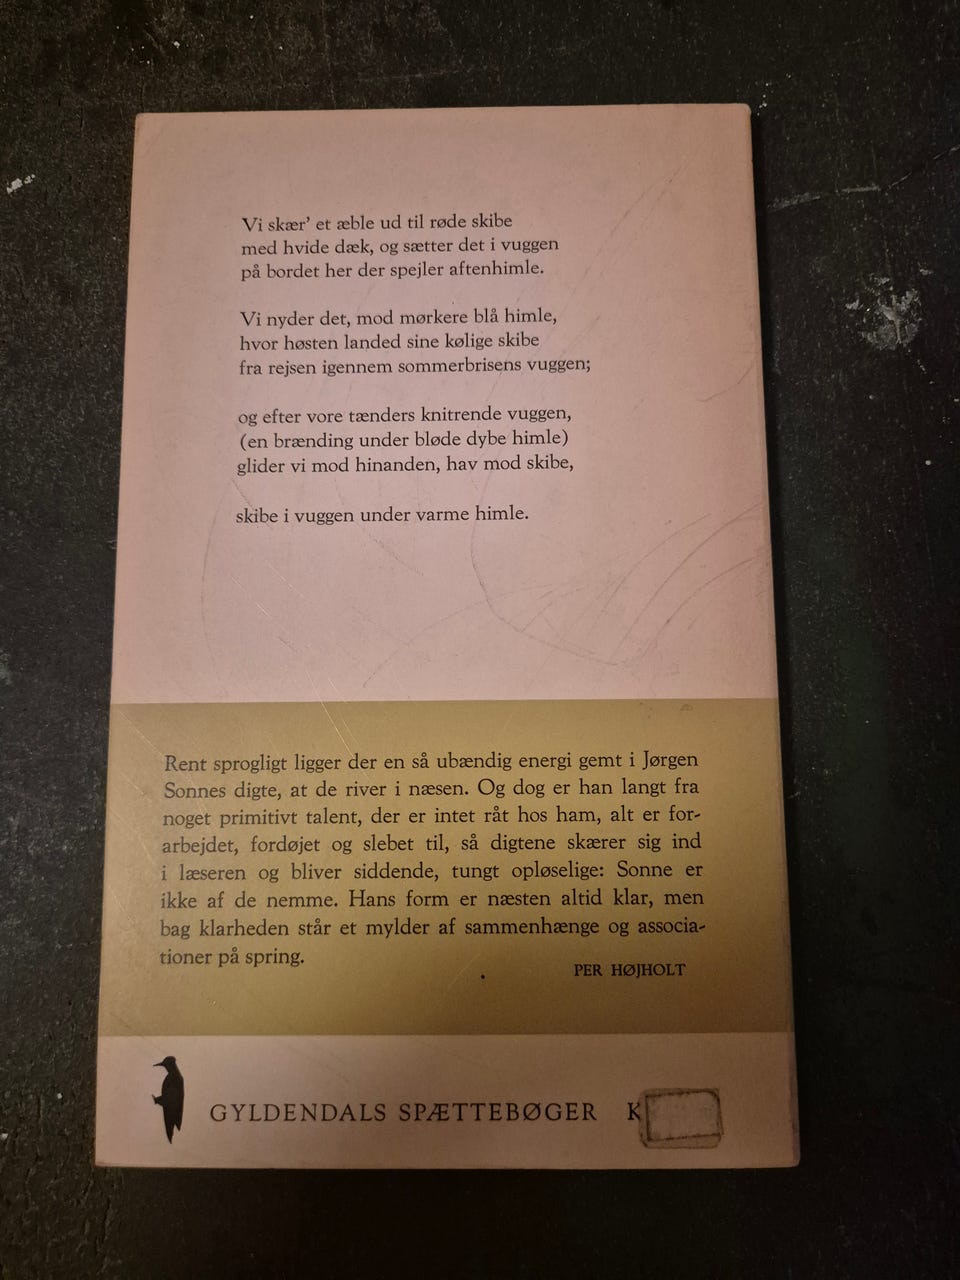 Vi skær' et æble ud til røde skibe
med hvide dæk, og sætter det i vuggen
på bordet her der spejler aftenhimle.
Vi nyder det, mod mørkere blå himle,
hvor høsten landed sine kølige skibe
fra rejsen igennem sommerbrisens vuggen;
og efter vore tænders knitrende vuggen,
(en brænding under bløde dybe himle)
glider vi mod hinanden, hav mod skibe,
skibe i vuggen under varme himle.
Rent sprogligt ligger der en så ubændig energi gemt i Jørgen
Sonnes digte, at de river i næsen. Og dog er han langt fra
noget primitivt talent, der er intet råt hos ham, alt er for-
arbejdet, fordøjet og slebet til, så digtene skærer sig ind
i læseren og bliver siddende, tungt opløselige: Sonne er
ikke af de nemme. Hans form er næsten altid klar, men
bag klarheden står et mylder af sammenhænge og associa-
tioner på spring.
PER HØJHOLT
GYLDENDALS SPÆTTEBØGER K